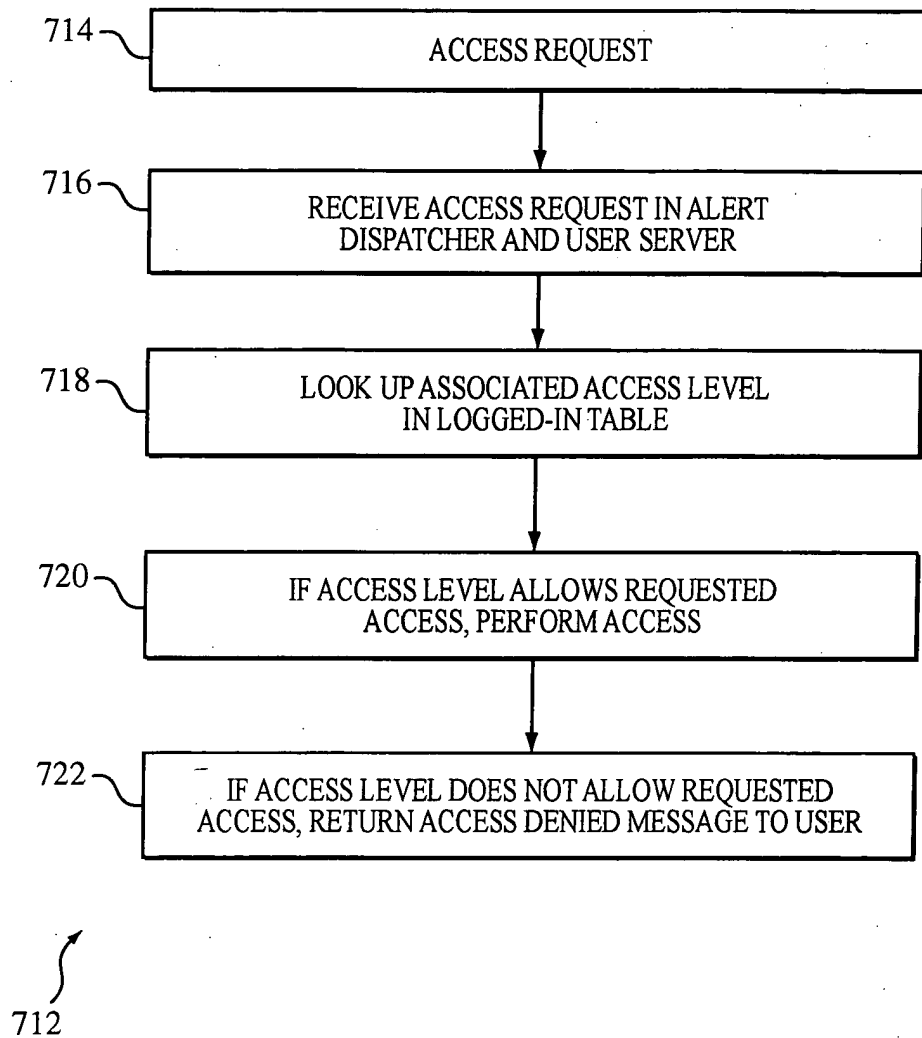 714
ACCESS REQUEST
716
RECEIVE ACCESS REQUEST IN ALERT
DISPATCHER AND USER SERVER
718
LOOK UP ASSOCIATED ACCESS LEVEL
IN LOGGED-IN TABLE
720
IF ACCESS LEVEL ALLOWS REQUESTED
ACCESS, PERFORM ACCESS
722
IF ACCESS LEVEL DOES NOT ALLOW REQUESTED
ACCESS, RETURN ACCESS DENIED MESSAGE TO USER
712